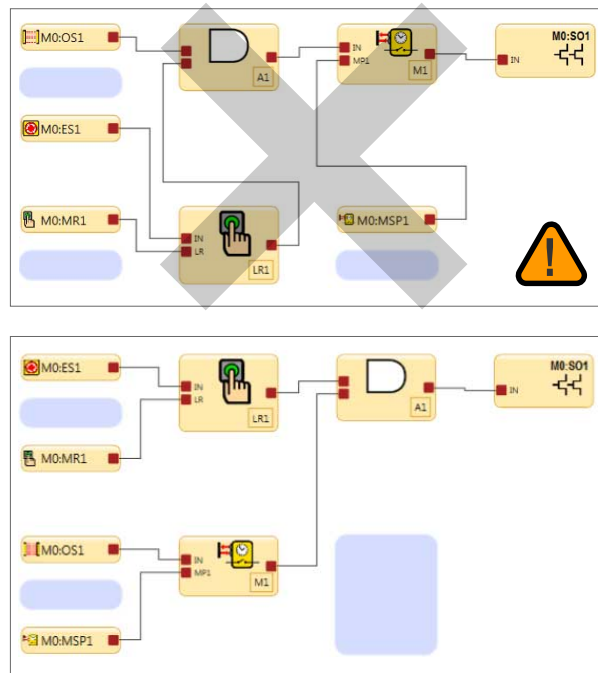 M0:OS1
A1
IN
MP1
M1
M0:SO1
IN
M0:ES1
M0:MR1
IN
LR
LR1
M0:MSP1
!
M0:ES1
IN
LR
LR1
A1
M0:SO1
IN
M0:MR1
M0:OS1
IN
MP1
M1
M0:MSP1